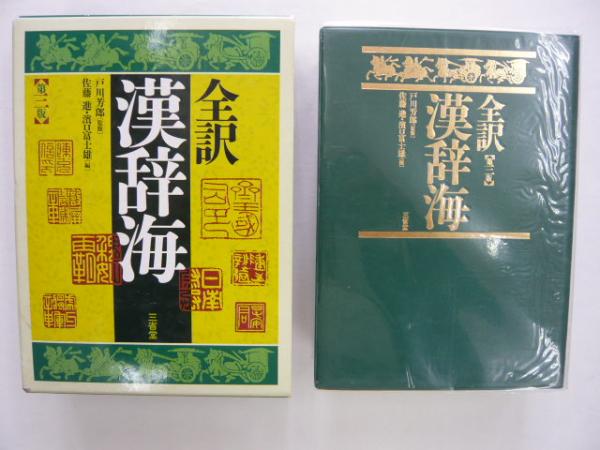 全訳
漢辞海
【第二版】
戸川芳郎[監修]
佐藤進・濱口富士雄[編]
三省堂
全訳
漢辞海
【第二版】
戸川芳郎[監修]
佐藤進・濱口富士雄[編]
三省堂